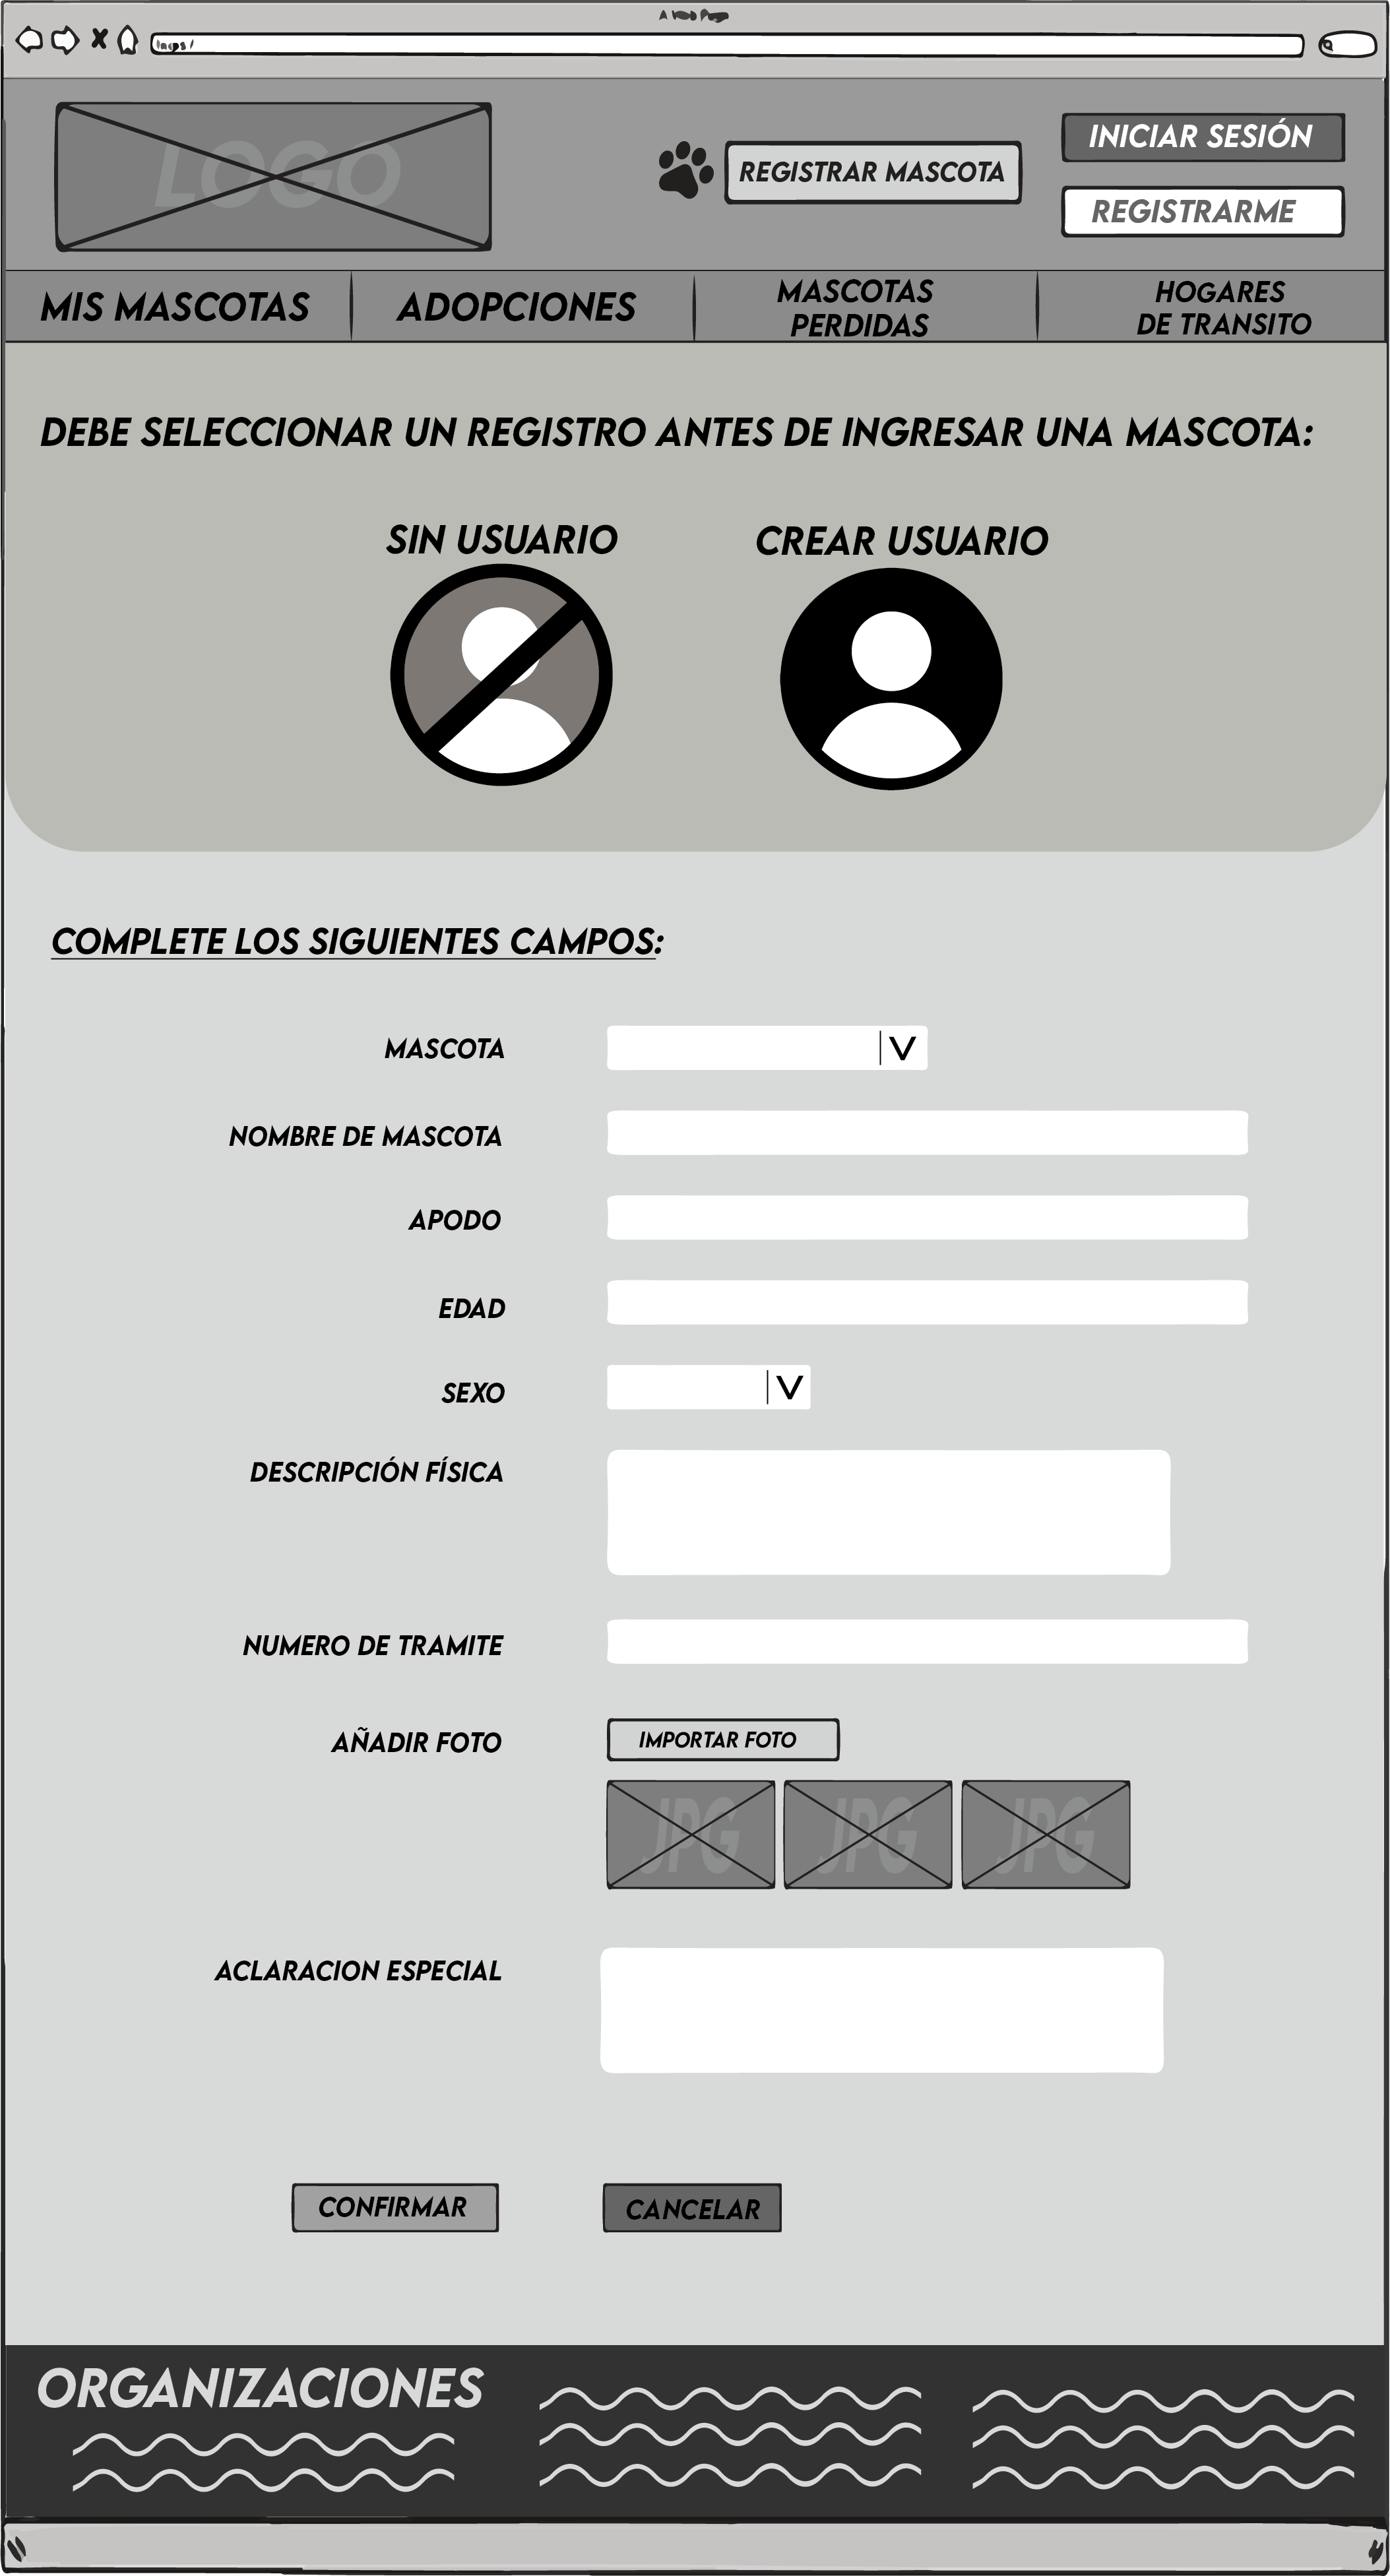 A Web Page
https /
LOGO
REGISTRAR MASCOTA
INICIAR SESIÓN
REGISTRARME
MIS MASCOTAS
ADOPCIONES
MASCOTAS
PERDIDAS
HOGARES
DE TRANSITO
DEBE SELECCIONAR UN REGISTRO ANTES DE INGRESAR UNA MASCOTA:
SIN USUARIO
CREAR USUARIO
COMPLETE LOS SIGUIENTES CAMPOS:
MASCOTA
V
NOMBRE DE MASCOTA
APODO
EDAD
SEXO
V
DESCRIPCIÓN FÍSICA
NUMERO DE TRAMITE
AÑADIR FOTO
IMPORTAR FOTO
JPG
JPG
JPG
ACLARACION ESPECIAL
CONFIRMAR
CANCELAR
ORGANIZACIONES